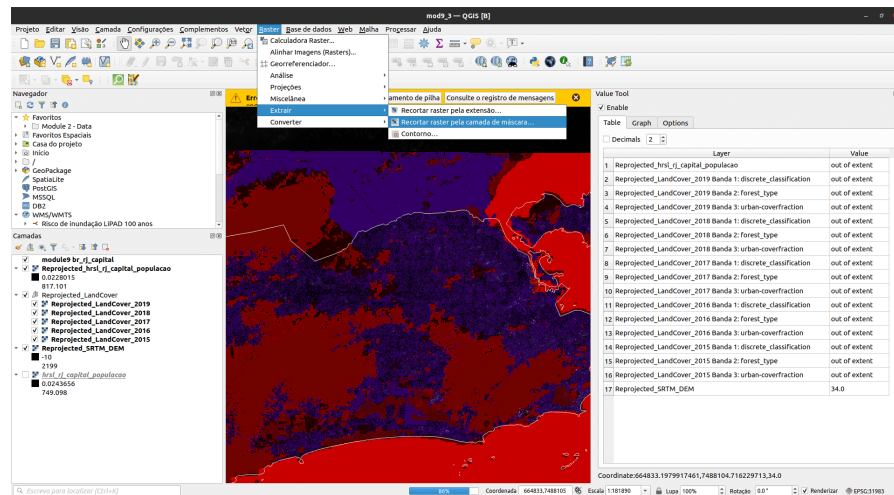 mod9_3 — QGIS [B]
Projeto Editar Visão Camada Configurações Complementos Vetor Raster Base de dados Web Malha Processar Ajuda
Calculadora Raster...
Alinhar Imagens (Rasters)...
Georreferenciador...
Análise
Projeções
Miscelânea
Extrair
Converter
Recortar raster pela extensão...
Recortar raster pela camada de máscara...
Contorno...
amento de pilha Consulte o registro de mensagens
Navegador
Favoritos
Module 2 - Data
Favoritos Espaciais
Casa do projeto
Início
/
GeoPackage
SpatiaLite
PostGIS
MSSQL
DB2
WMS/WMTS
Risco de inundação LiPAD 100 anos
Camadas
module9 br_rj_capital
Reprojected_hrsl_rj_capital_populacao
0.0228015
817.101
Reprojected_LandCover
Reprojected_LandCover_2019
Reprojected_LandCover_2018
Reprojected_LandCover_2017
Reprojected_LandCover_2016
Reprojected_LandCover_2015
Reprojected_SRTM_DEM
-10
2199
hrsl_rj_capital_populacao
0.0243656
749.098
Value Tool
Enable
Table Graph Options
Decimals 2
Layer Value
1 Reprojected_hrsl_rj_capital_populacao out of extent
2 Reprojected_LandCover_2019 Banda 1: discrete_classification out of extent
3 Reprojected_LandCover_2019 Banda 2: forest_type out of extent
4 Reprojected_LandCover_2019 Banda 3: urban-coverfraction out of extent
5 Reprojected_LandCover_2018 Banda 1: discrete_classification out of extent
6 Reprojected_LandCover_2018 Banda 2: forest_type out of extent
7 Reprojected_LandCover_2018 Banda 3: urban-coverfraction out of extent
8 Reprojected_LandCover_2017 Banda 1: discrete_classification out of extent
9 Reprojected_LandCover_2017 Banda 2: forest_type out of extent
10 Reprojected_LandCover_2017 Banda 3: urban-coverfraction out of extent
11 Reprojected_LandCover_2016 Banda 1: discrete_classification out of extent
12 Reprojected_LandCover_2016 Banda 2: forest_type out of extent
13 Reprojected_LandCover_2016 Banda 3: urban-coverfraction out of extent
14 Reprojected_LandCover_2015 Banda 1: discrete_classification out of extent
15 Reprojected_LandCover_2015 Banda 2: forest_type out of extent
16 Reprojected_LandCover_2015 Banda 3: urban-coverfraction out of extent
17 Reprojected_SRTM_DEM 34.0
Coordinate:664833.1979917461,7488104.716229713,34.0
Escreva para localizar (Ctrl+K) 86% Coordenada 664833,7488105 Escala 1:181890 Lupa 100% Rotação 0.0° Renderizar EPSG:31983